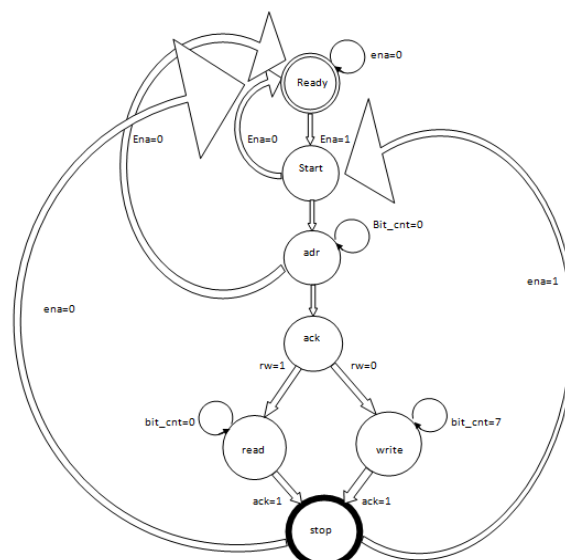 ena=0
Ready
Ena=0
Ena=1
Ena=0
Start
Bit_cnt=0
adr
ena=0
ena=1
ack
rw=1
rw=0
bit_cnt=0
bit_cnt=7
read
write
ack=1
ack=1
stop